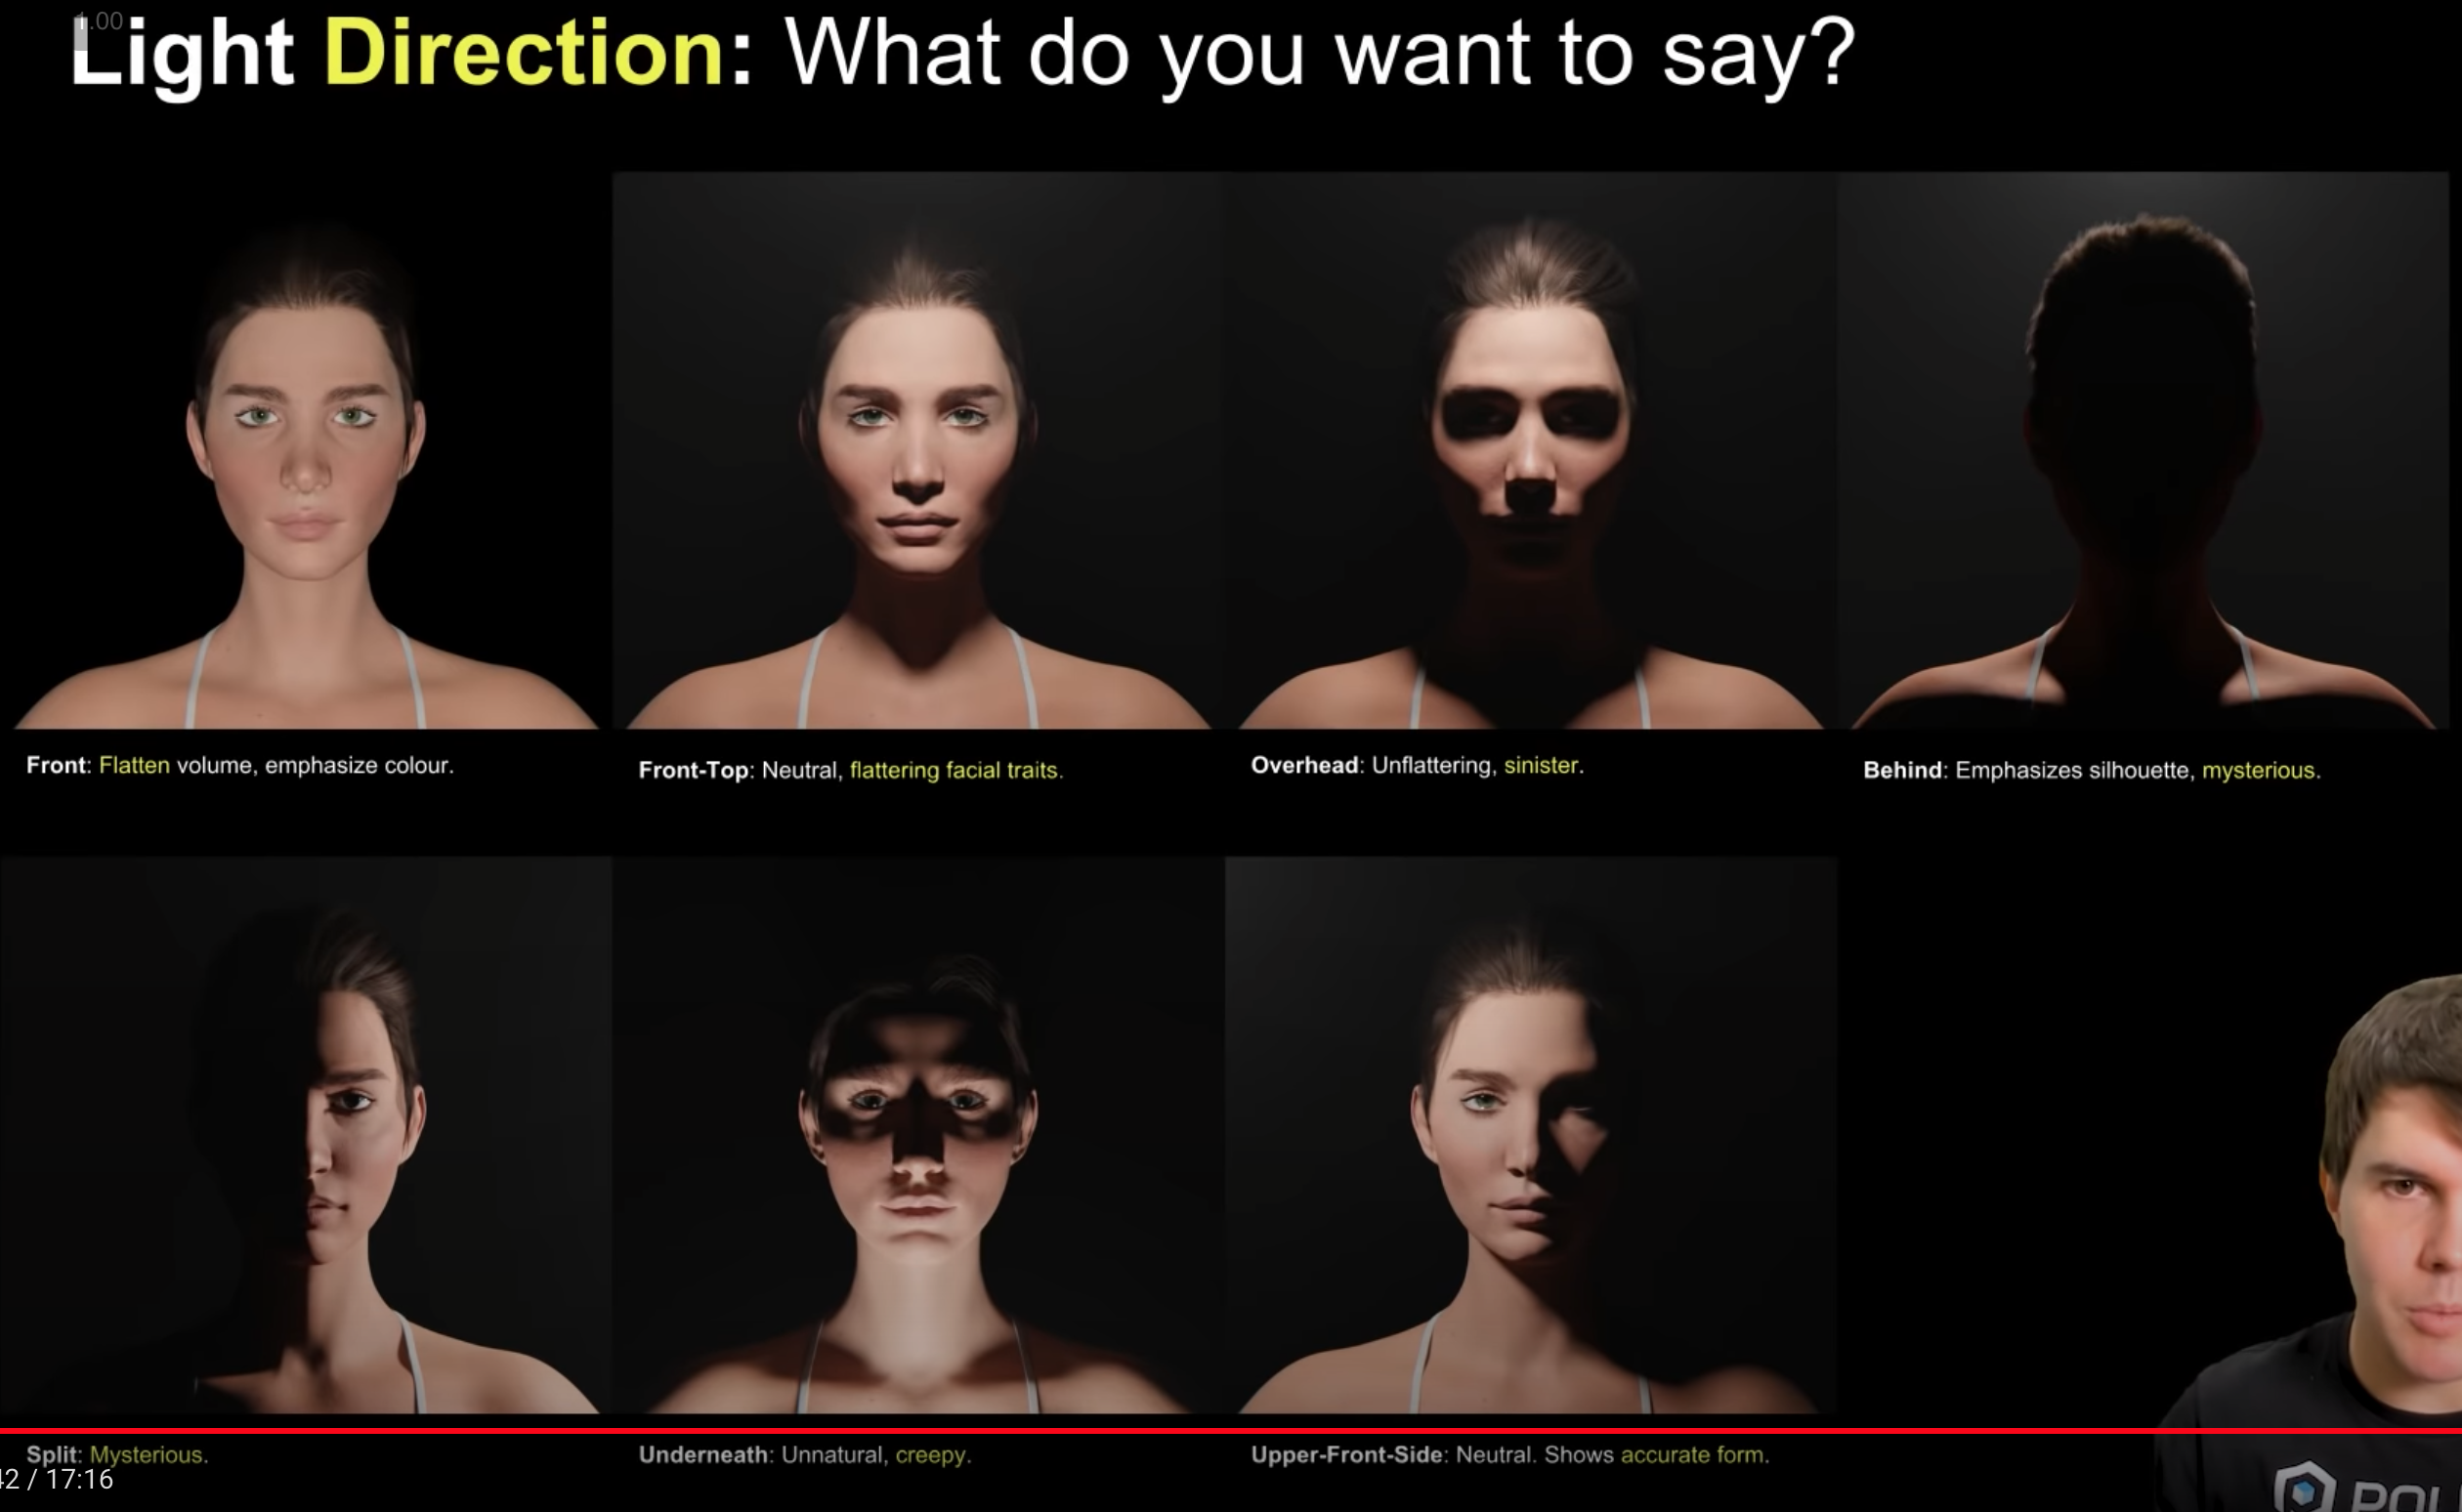 1.00
Light Direction: What do you want to say?
Front: Flatten volume, emphasize colour.
Front-Top: Neutral, flattering facial traits.
Overhead: Unflattering, sinister.
Behind: Emphasizes silhouette, mysterious.
Split: Mysterious.
Underneath: Unnatural, creepy.
Upper-Front-Side: Neutral. Shows accurate form.
42 / 17:16
POL